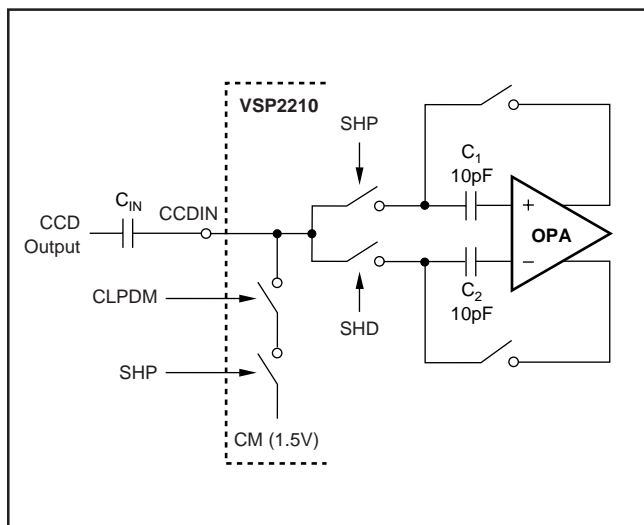 VSP2210
SHP
C1
10pF
CIN
CCDIN
CCD
Output
+
OPA
–
C2
10pF
CLPDM
SHD
SHP
CM (1.5V)